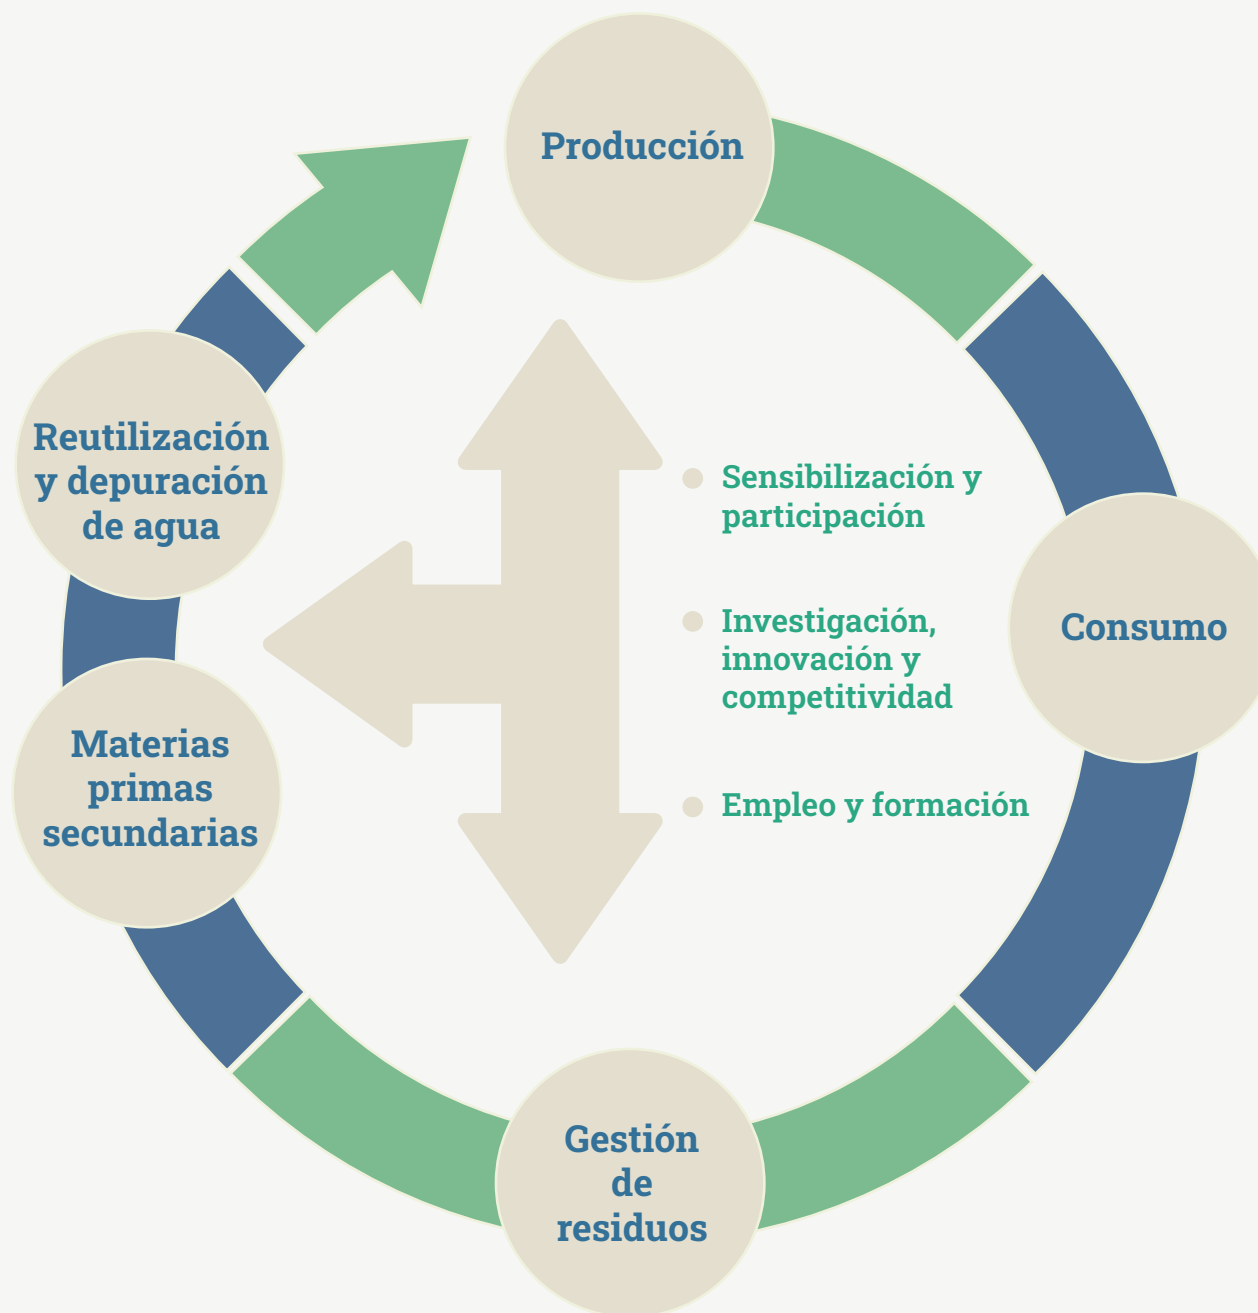 Producción
Reutilización
y depuración
de agua
Sensibilización y
participación
Investigación,
innovación y
competitividad
Consumo
Materias
primas
secundarias
Empleo y formación
Gestión
de
residuos